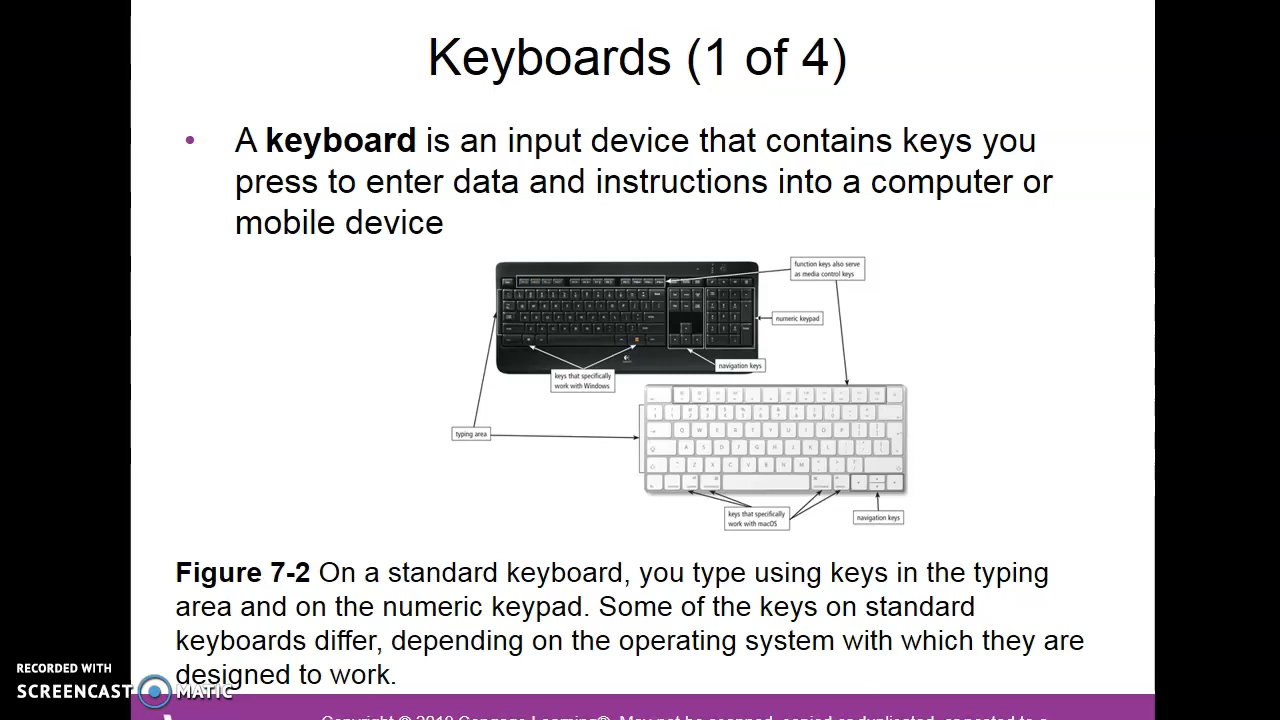 Keyboards (1 of 4)
• A keyboard is an input device that contains keys you
press to enter data and instructions into a computer or
mobile device
function keys also serve
as media control keys
numeric keypad
navigation keys
keys that specifically
work with Windows
typing area
keys that specifically
work with macOS
navigation keys
Figure 7-2 On a standard keyboard, you type using keys in the typing
area and on the numeric keypad. Some of the keys on standard
keyboards differ, depending on the operating system with which they are
designed to work.
RECORDED WITH
SCREENCAST MATIC